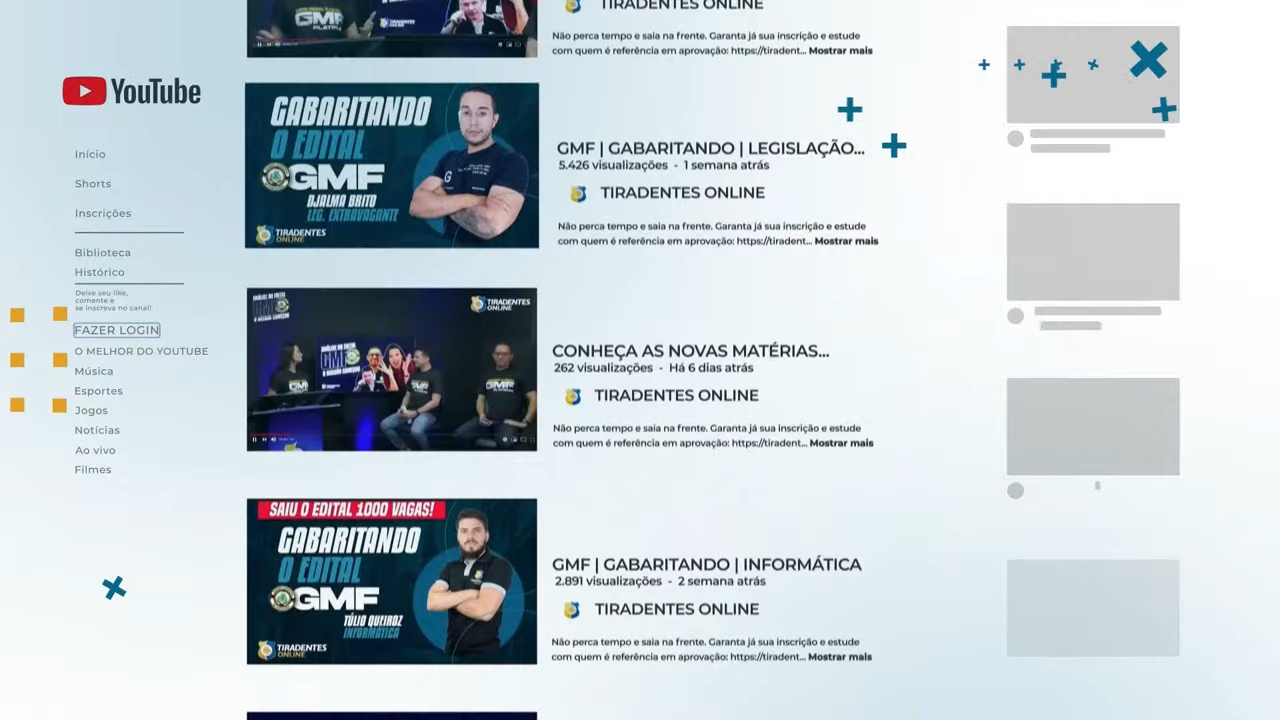 TIRADENTES ONLINE
Não perca tempo e saia na frente. Garanta já sua inscrição e estude
com quem é referência em aprovação: https://tiradent... Mostrar mais
GMF
YouTube
Início
Shorts
Inscrições
Biblioteca
Histórico
Deixe seu like,
comente e
se inscreva no canal!
FAZER LOGIN
O MELHOR DO YOUTUBE
Música
Esportes
Jogos
Notícias
Ao vivo
Filmes
GABARITANDO
O EDITAL
GMF
DJALMA BRITO
LEG. EXTRAVAGANTE
TIRADENTES
ONLINE
GMF | GABARITANDO | LEGISLAÇÃO...
5.426 visualizações - 1 semana atrás
TIRADENTES ONLINE
Não perca tempo e saia na frente. Garanta já sua inscrição e estude
com quem é referência em aprovação: https://tiradent... Mostrar mais
TIRADENTES
ONLINE
CONHEÇA AS NOVAS MATÉRIAS...
262 visualizações - Há 6 dias atrás
TIRADENTES ONLINE
Não perca tempo e saia na frente. Garanta já sua inscrição e estude
com quem é referência em aprovação: https://tiradent... Mostrar mais
SAIU O EDITAL 1000 VAGAS!
GABARITANDO
O EDITAL
GMF
TÚLIO QUEIROZ
INFORMÁTICA
TIRADENTES
ONLINE
GMF | GABARITANDO | INFORMÁTICA
2.891 visualizações - 2 semana atrás
TIRADENTES ONLINE
Não perca tempo e saia na frente. Garanta já sua inscrição e estude
com quem é referência em aprovação: https://tiradent... Mostrar mais